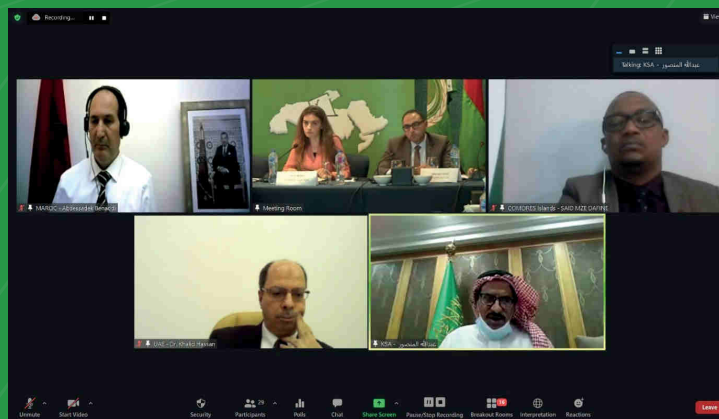 Recording...
View
Talking: KSA - عبدالله المنصور
MAROC - Abdessadek Benaddi
Meeting Room
COMORES Islands - SAID MZE DAFINE
UAE - Dr. Khalid Hassan
KSA - عبدالله المنصور
Unmute
Start Video
Security
29
Participants
Polls
Chat
Share Screen
Pause/Stop Recording
Breakout Rooms
Interpretation
Reactions
Leave